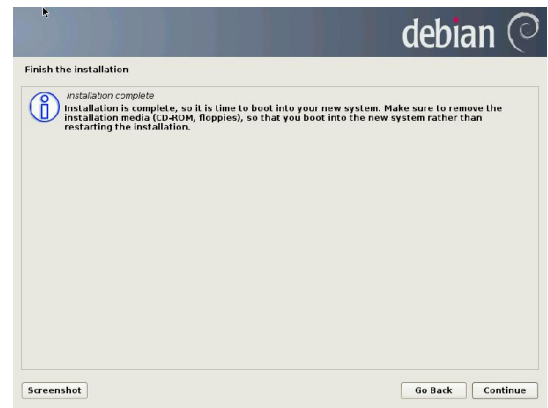 debian
Finish the installation
Installation complete
Installation is complete, so it is time to boot into your new system. Make sure to remove the
installation media (CD-ROM, floppies), so that you boot into the new system rather than
restarting the installation.
Screenshot
Go Back
Continue